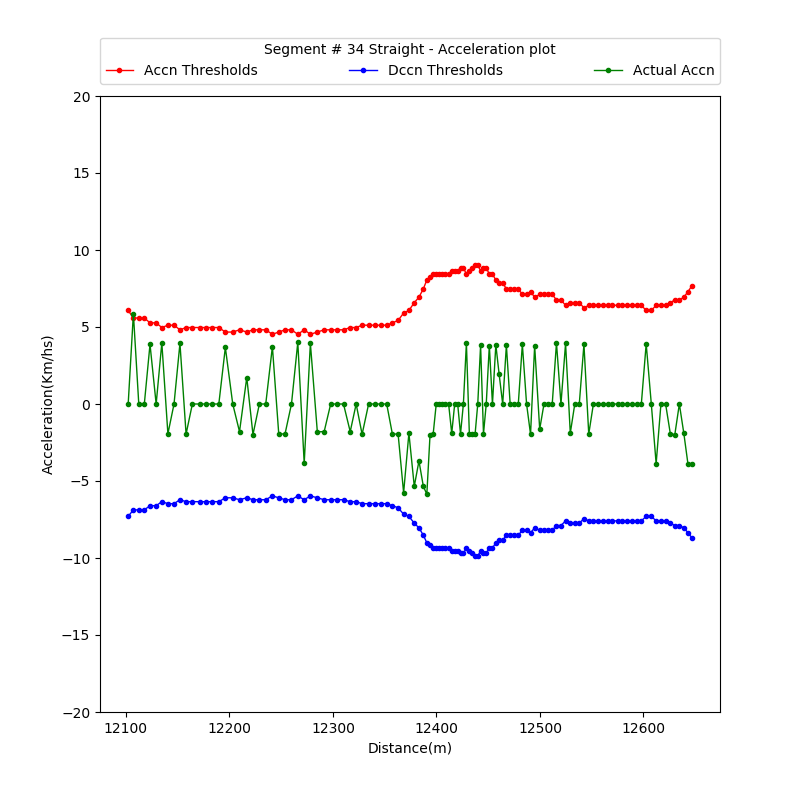 Segment # 34 Straight - Acceleration plot
Accn Thresholds Dccn Thresholds Actual Accn
20
15
10
5
0
−5
−10
−15
−20
Acceleration(Km/hs)
12100 12200 12300 12400 12500 12600
Distance(m)